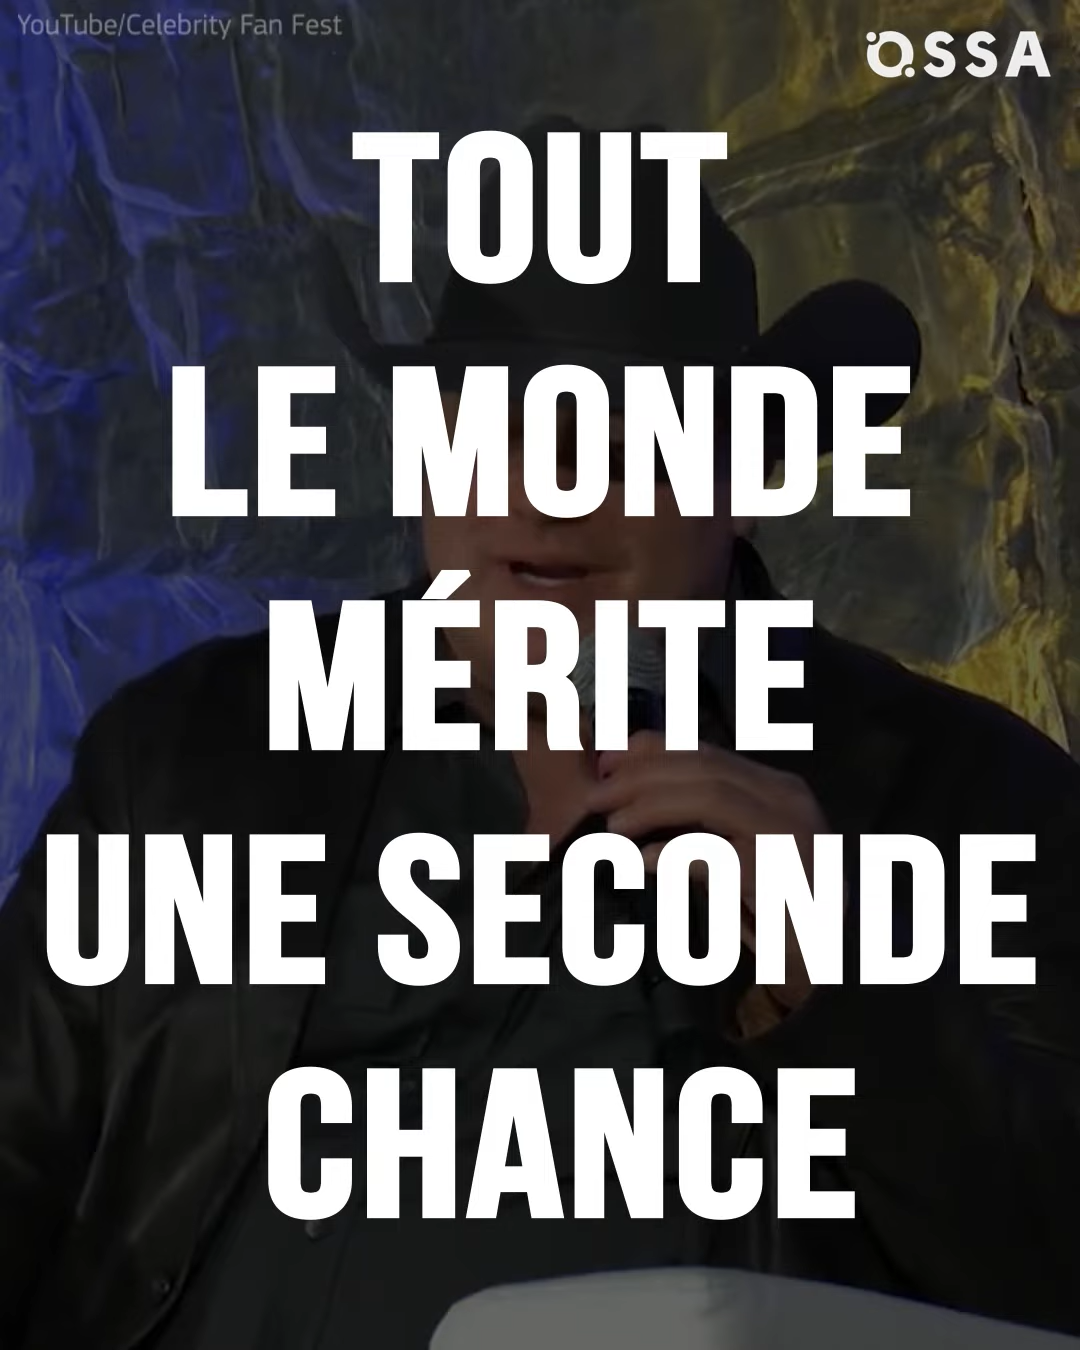 YouTube/Celebrity Fan Fest
OSSA
TOUT
LE MONDE
MÉRITE
UNE SECONDE
CHANCE